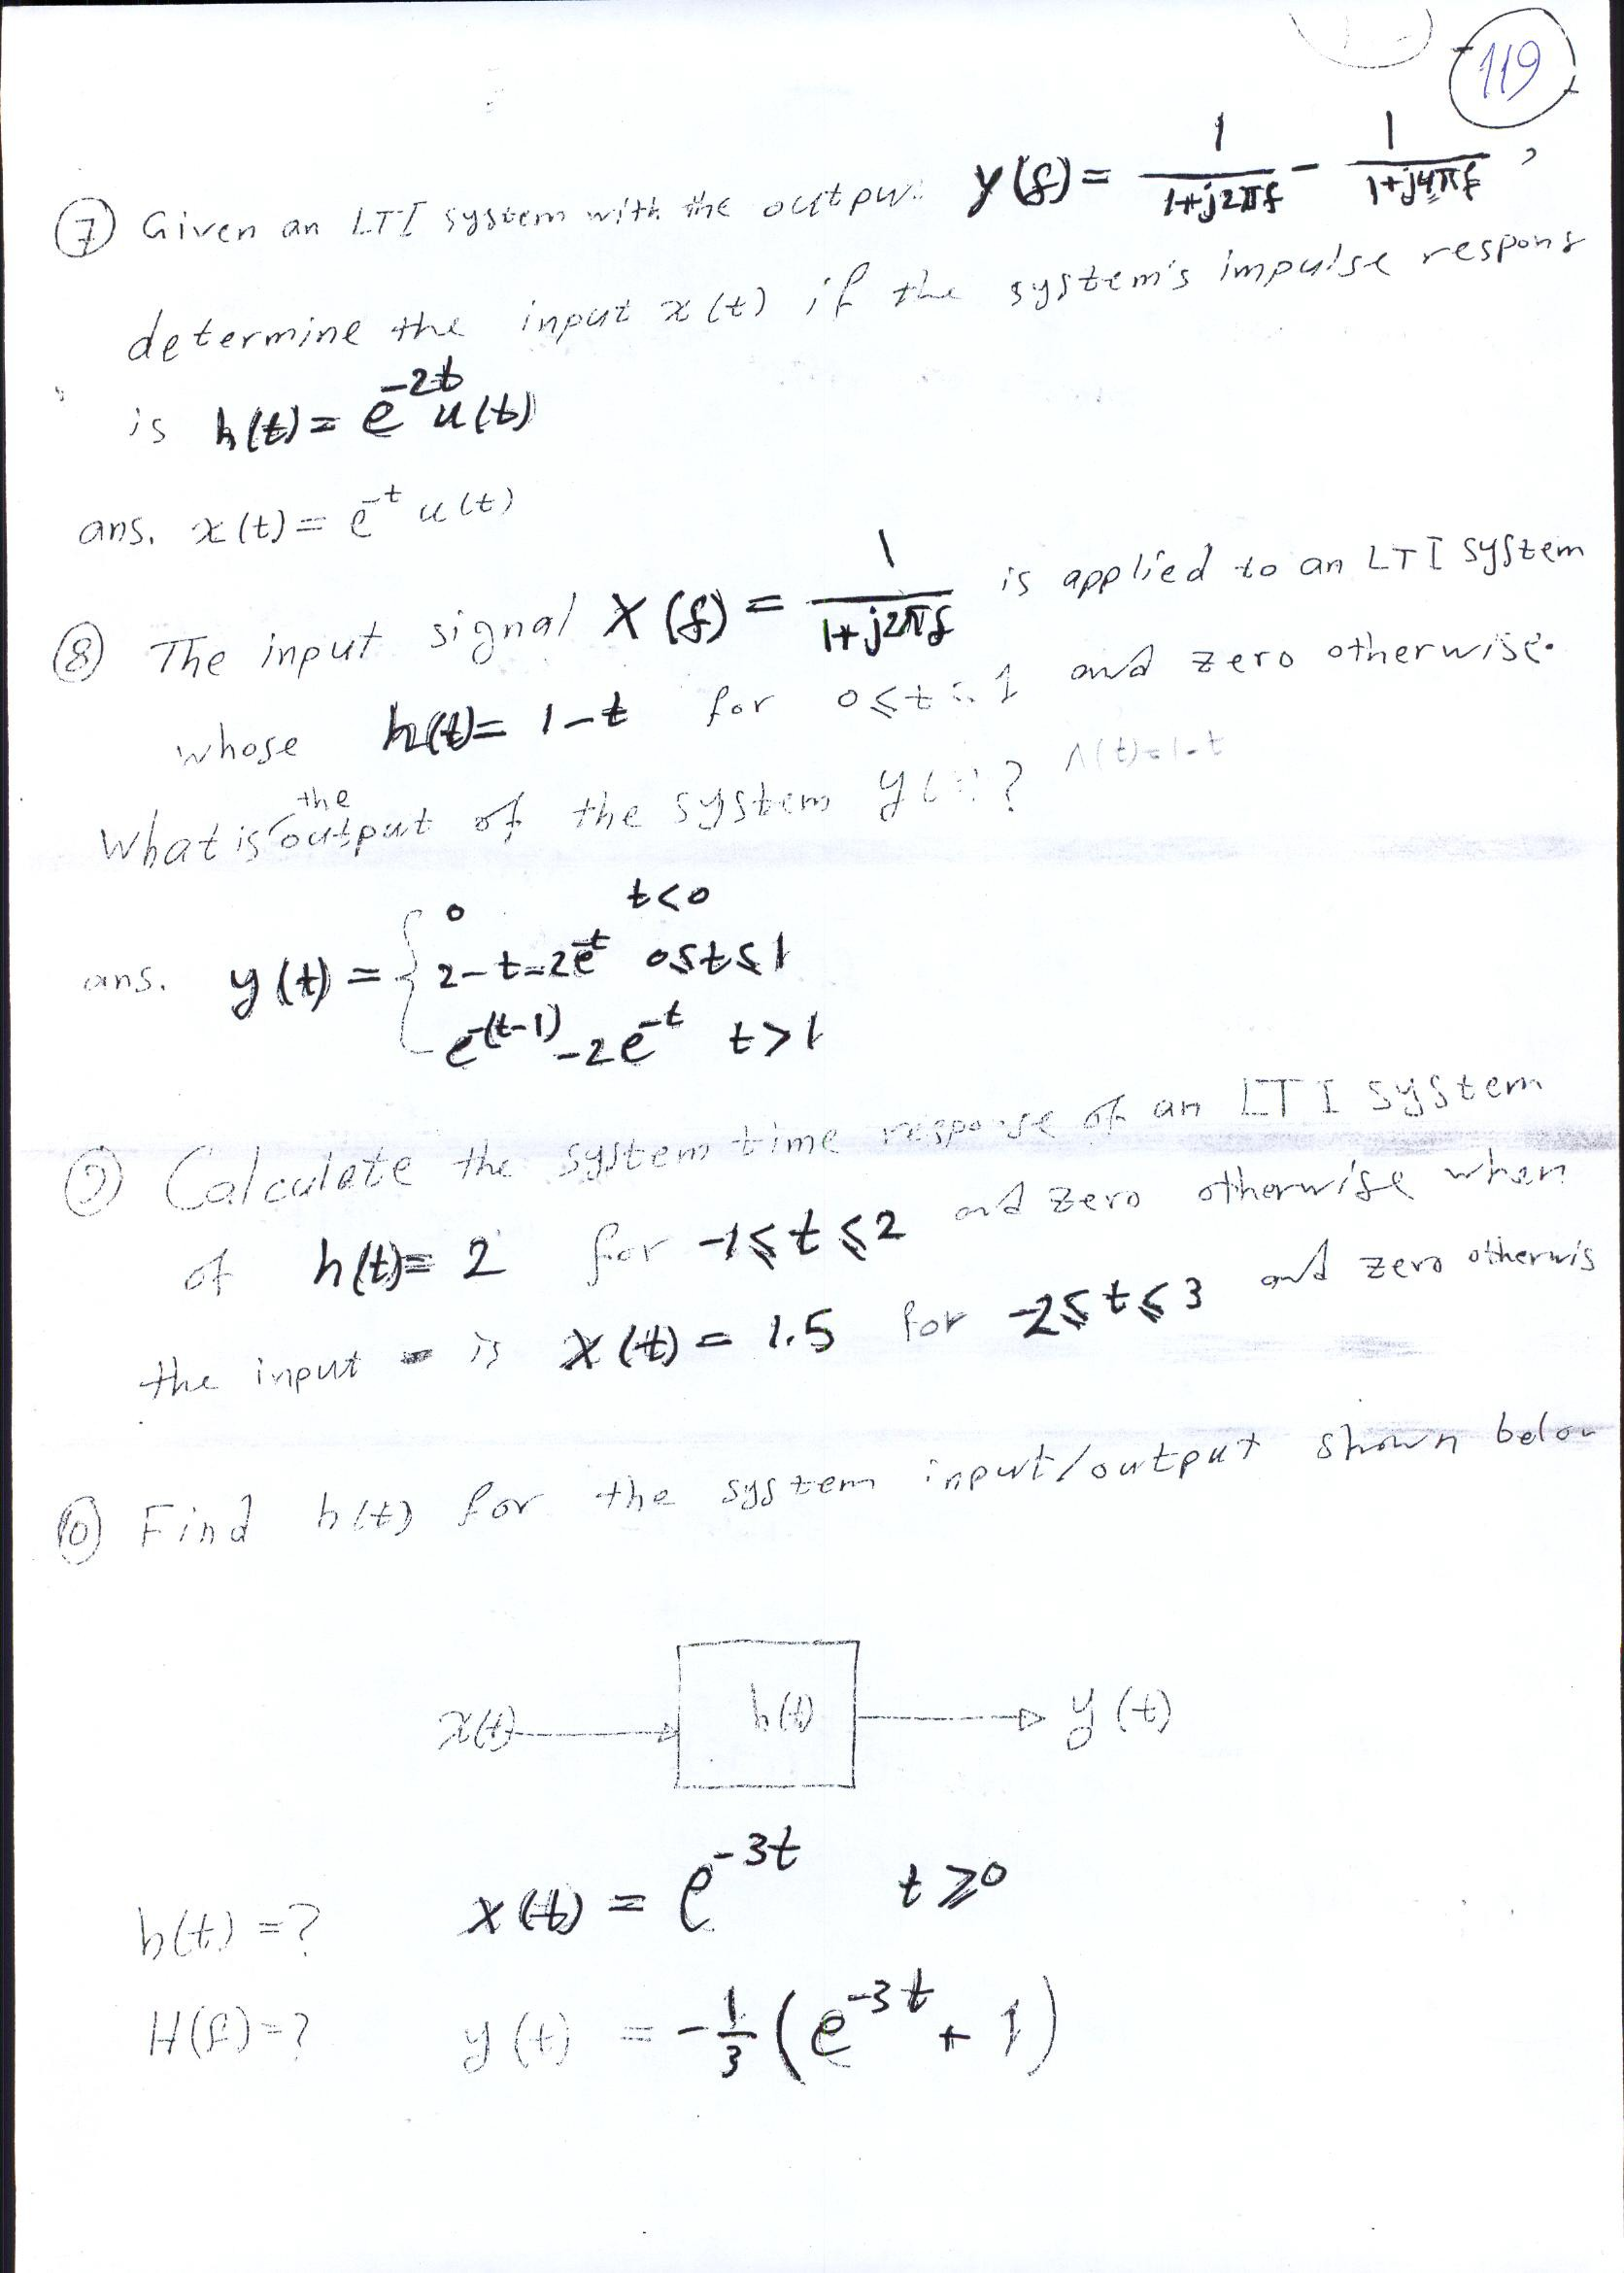 119
⑦ Given an LTI system with the outpu Y(f) = 1/(1+j2πf) - 1/(1+j4πf) ,
determine the input x(t) if the system's impulse respons
is h(t) = e^-2t u(t)
ans. x(t) = e^-t u(t)
⑧ The input signal X(f) = 1/(1+j2πf) is applied to an LTI system
whose h(t) = 1-t for 0≤t≤1 and zero otherwise.
What is the output of the system y(t)? Λ(t)=1-t
ans. y(t) = { 0 t<0
2-t-2e^-t 0≤t≤1
e^-(t-1) -2e^-t t>1
⑨ Calculate the system time response of an LTI system
of h(t) = 2 for -1≤t≤2 and zero otherwise when
the input is x(t) = 1.5 for -2≤t≤3 and zero otherwis
⑩ Find h(t) for the system input/output shown below
x(t) h(t) y(t)
h(t) = ? x(t) = e^-3t t≥0
H(f) = ? y(t) = -1/3 (e^-3t + 1)